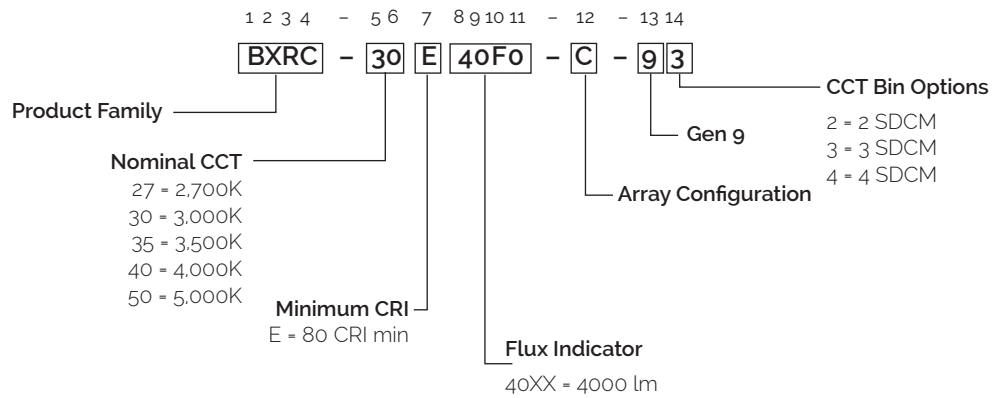 1 2 3 4 – 5 6 7 8 9 10 11 – 12 – 13 14
BXRC – 30 E 40F0 – C – 9 3
Product Family
CCT Bin Options
2 = 2 SDCM
3 = 3 SDCM
4 = 4 SDCM
Gen 9
Nominal CCT
27 = 2,700K
30 = 3,000K
35 = 3,500K
40 = 4,000K
50 = 5,000K
Array Configuration
Minimum CRI
E = 80 CRI min
Flux Indicator
40XX = 4000 lm